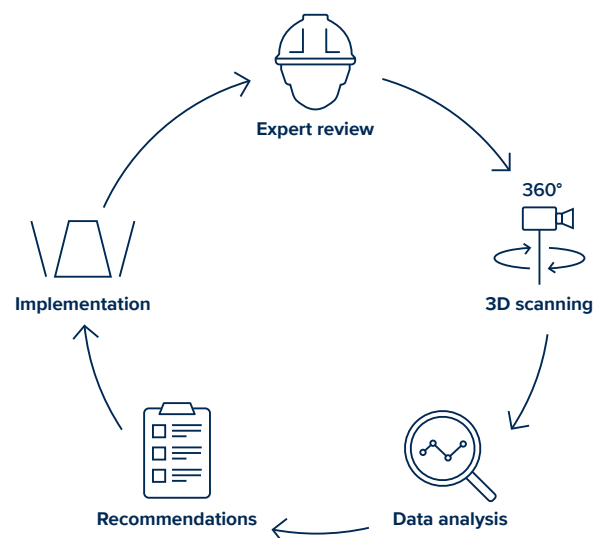 Expert review
360°
3D scanning
Data analysis
Recommendations
Implementation